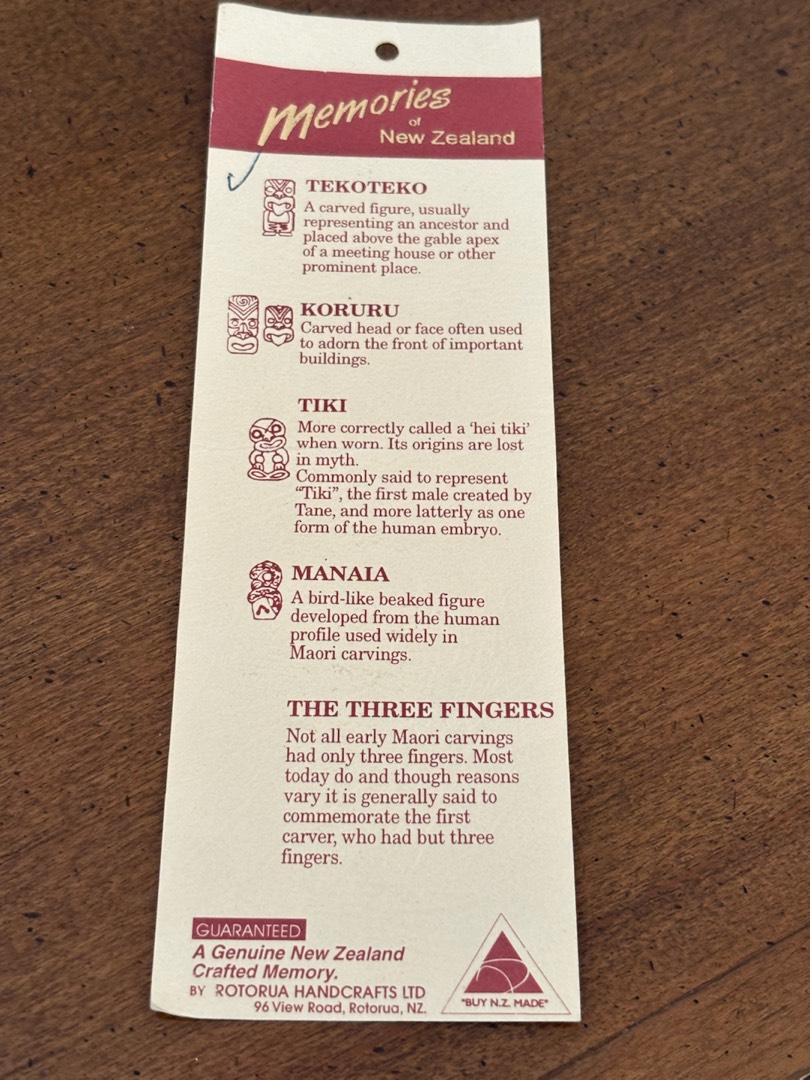 Memories
of
New Zealand
TEKOTEKO
A carved figure, usually
representing an ancestor and
placed above the gable apex
of a meeting house or other
prominent place.
KORURU
Carved head or face often used
to adorn the front of important
buildings.
TIKI
More correctly called a ‘hei tiki’
when worn. Its origins are lost
in myth.
Commonly said to represent
“Tiki”, the first male created by
Tane, and more latterly as one
form of the human embryo.
MANAIA
A bird-like beaked figure
developed from the human
profile used widely in
Maori carvings.
THE THREE FINGERS
Not all early Maori carvings
had only three fingers. Most
today do and though reasons
vary it is generally said to
commemorate the first
carver, who had but three
fingers.
GUARANTEED
A Genuine New Zealand
Crafted Memory.
BY ROTORUA HANDCRAFTS LTD
96 View Road, Rotorua, NZ.
"BUY N.Z. MADE"